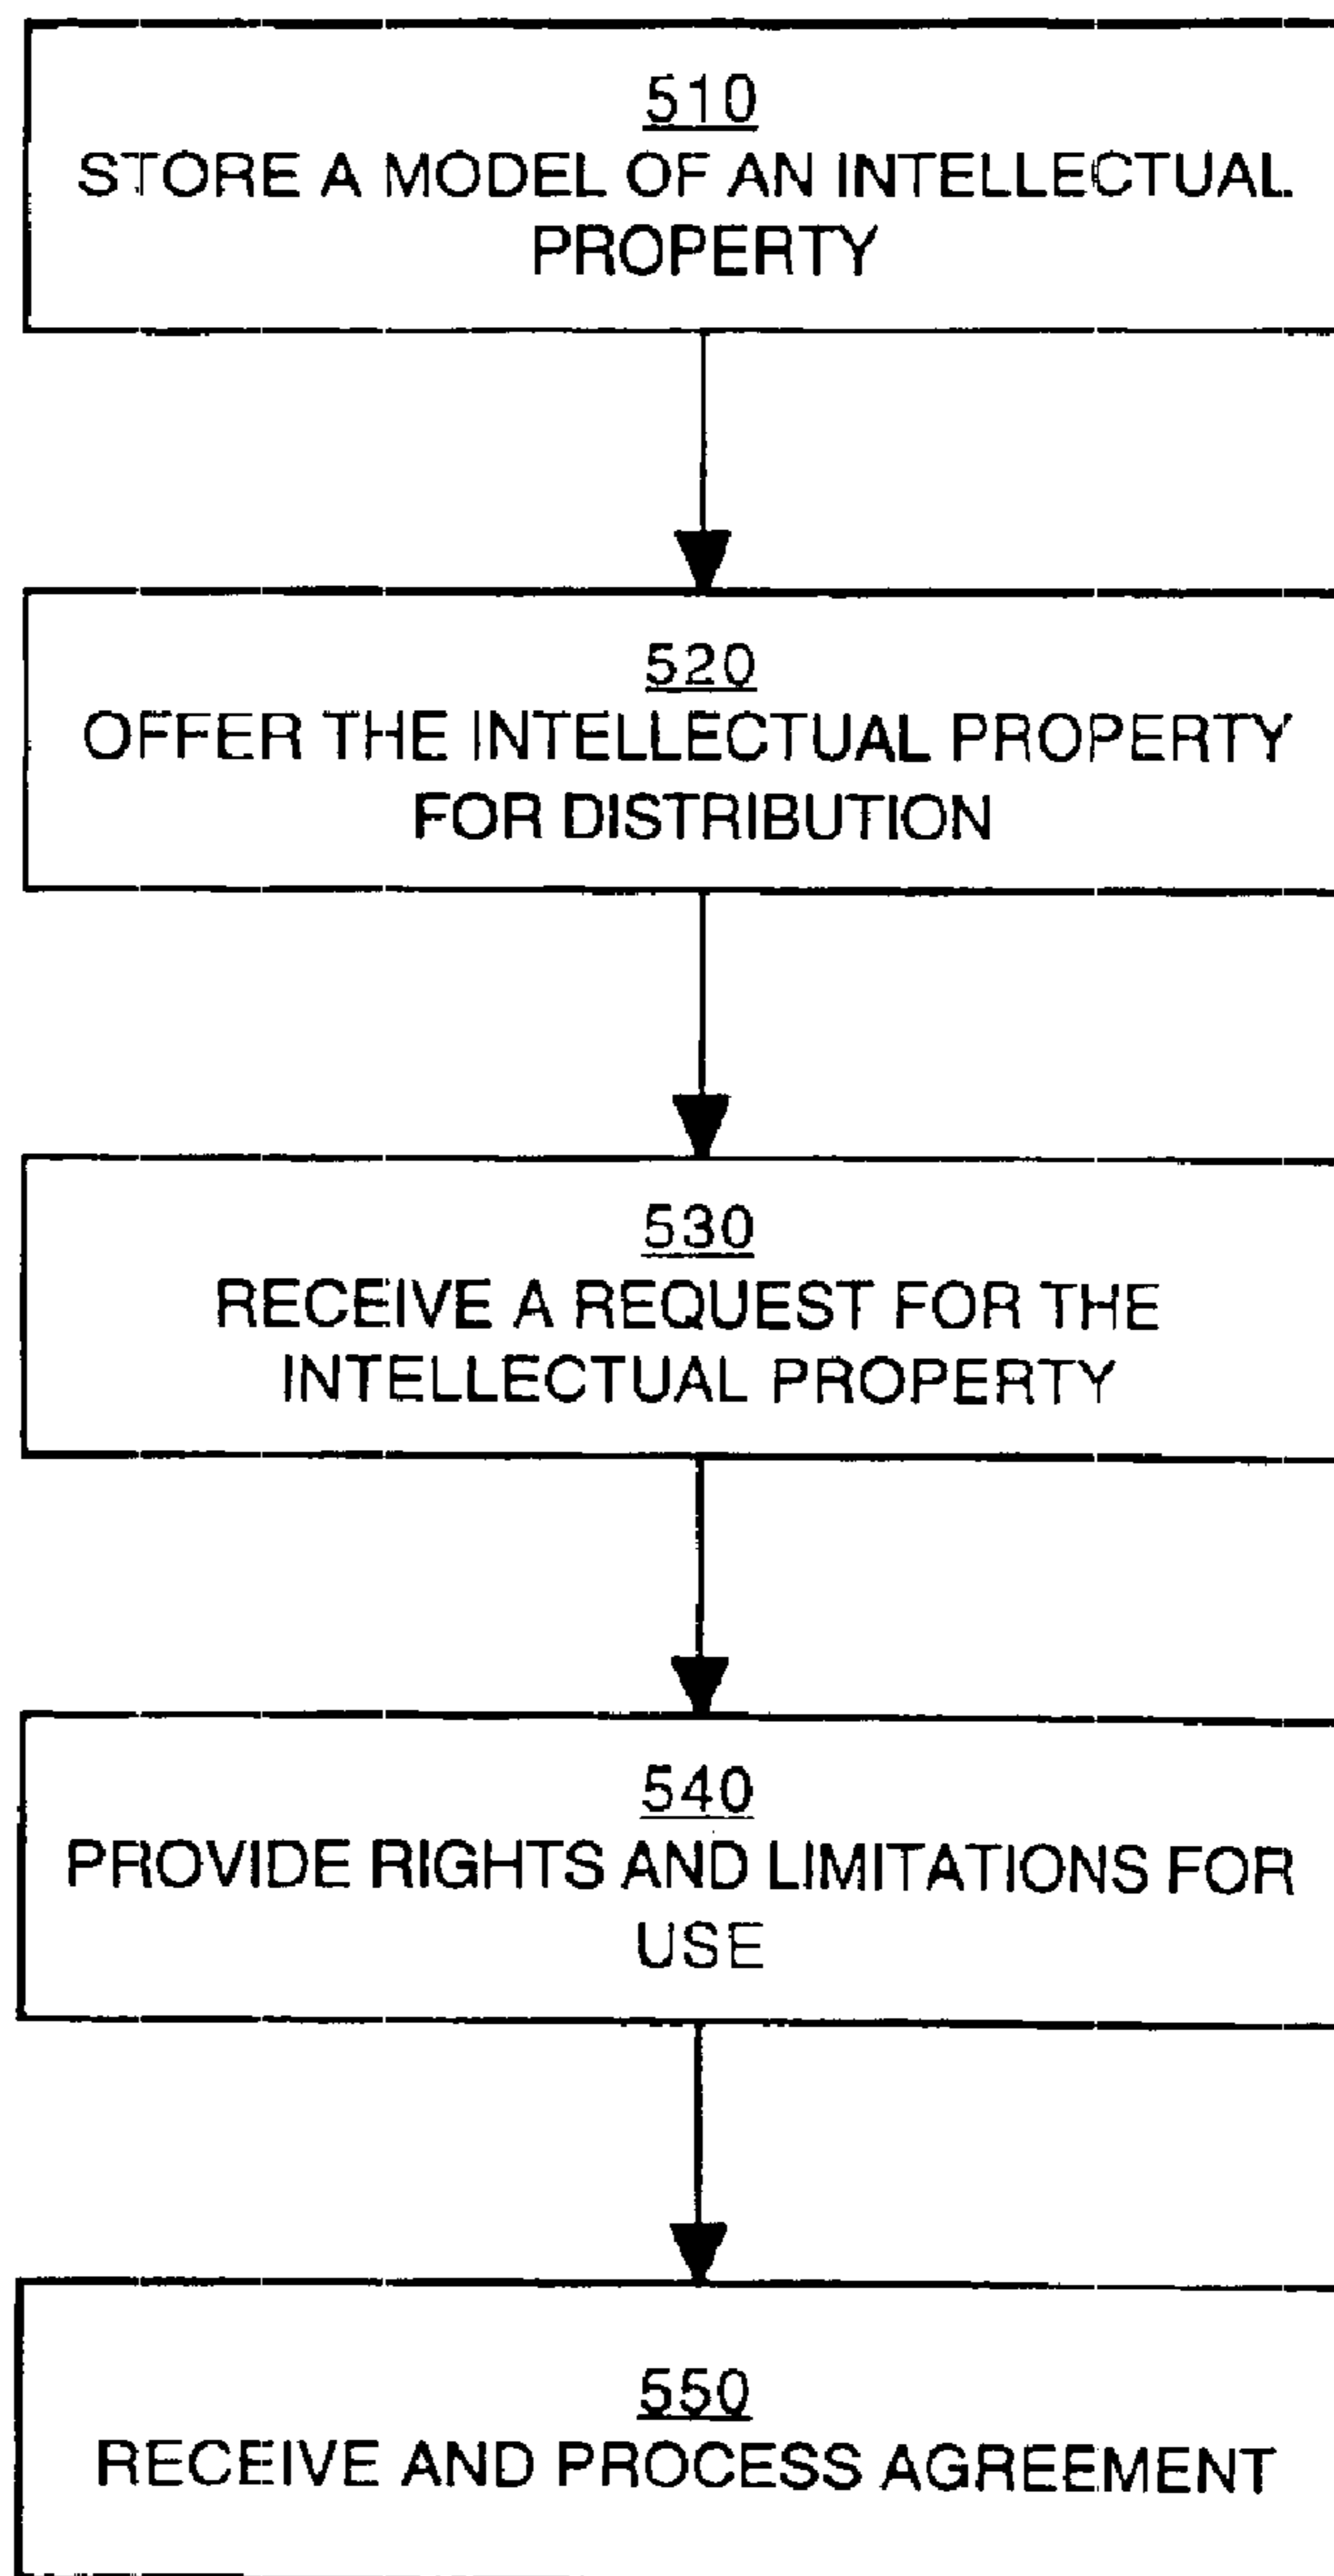 510
STORE A MODEL OF AN INTELLECTUAL
PROPERTY
520
OFFER THE INTELLECTUAL PROPERTY
FOR DISTRIBUTION
530
RECEIVE A REQUEST FOR THE
INTELLECTUAL PROPERTY
540
PROVIDE RIGHTS AND LIMITATIONS FOR
USE
550
RECEIVE AND PROCESS AGREEMENT